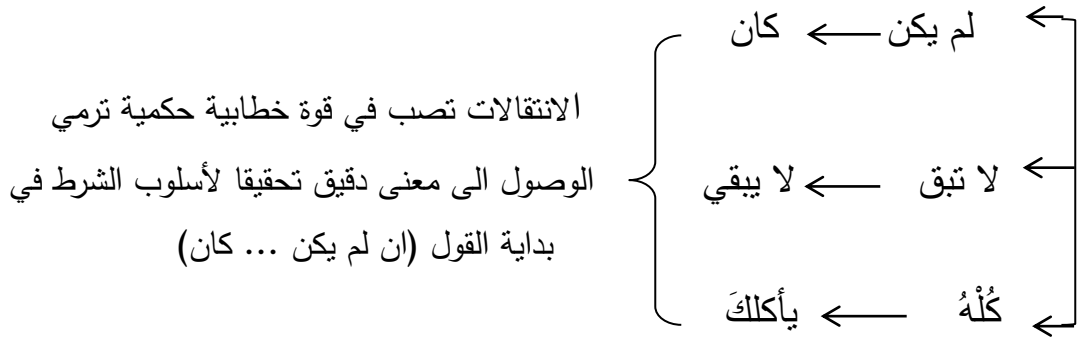 لم يكن ← كان
لا تبق ← لا يبقي
كُلْهُ ← يأكلكَ
الانتقالات تصب في قوة خطابية حكمية ترمي
الوصول الى معنى دقيق تحقيقا لأسلوب الشرط في
بداية القول (ان لم يكن ... كان)